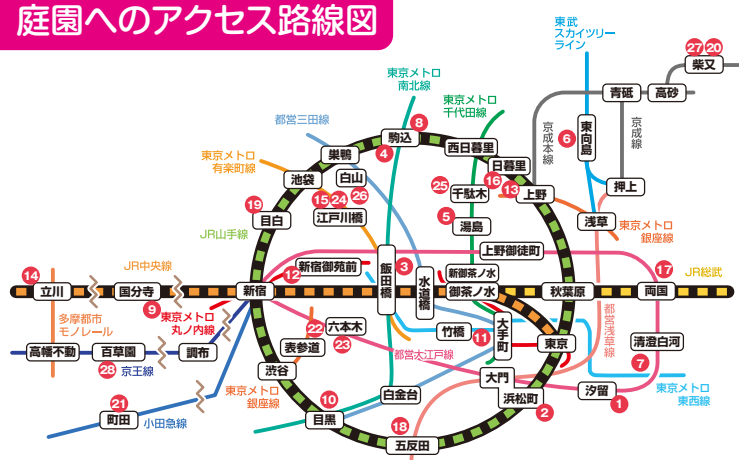 庭園へのアクセス路線図
東武
スカイツリー
ライン
27
20
柴又
東京メトロ
南北線
東京メトロ
千代田線
青砥
高砂
都営三田線
8
駒込
4
西日暮里
京成本線
6
東向島
京成線
東京メトロ
有楽町線
巣鴨
日暮里
池袋
白山
15
24
26
25
千駄木
16
13
上野
押上
19
目白
江戸川橋
5
湯島
浅草
東京メトロ
銀座線
JR山手線
上野御徒町
JR中央線
14
12
新宿御苑前
飯田橋
3
水道橋
新御茶ノ水
17
JR総武
立川
国分寺
新宿
御茶ノ水
秋葉原
両国
9
東京メトロ
丸ノ内線
多摩都市
モノレール
22
六本木
23
竹橋
11
大手町
都営浅草線
清澄白河
7
高幡不動
百草園
28
京王線
調布
表参道
都営大江戸線
東京
渋谷
東京メトロ
銀座線
白金台
大門
浜松町
2
汐留
1
東京メトロ
東西線
21
町田
小田急線
10
目黒
18
五反田